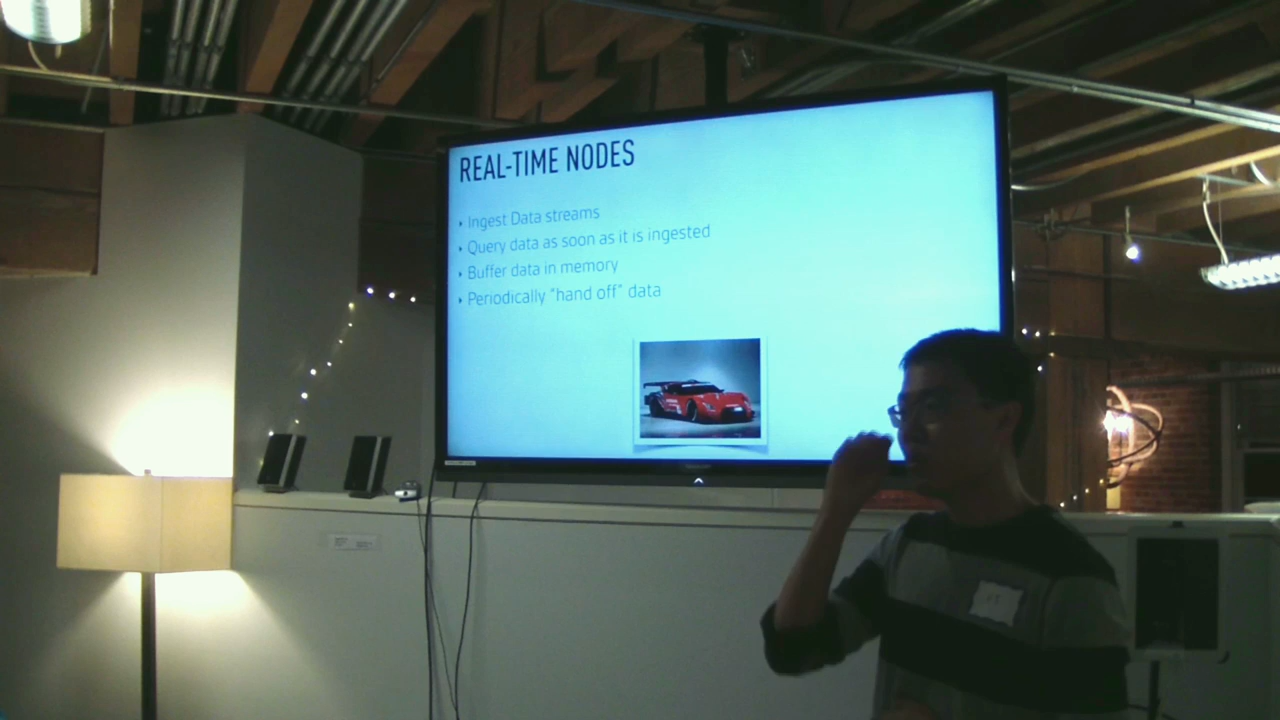 REAL-TIME NODES
Ingest Data streams
Query data as soon as it is ingested
Buffer data in memory
Periodically “hand off” data